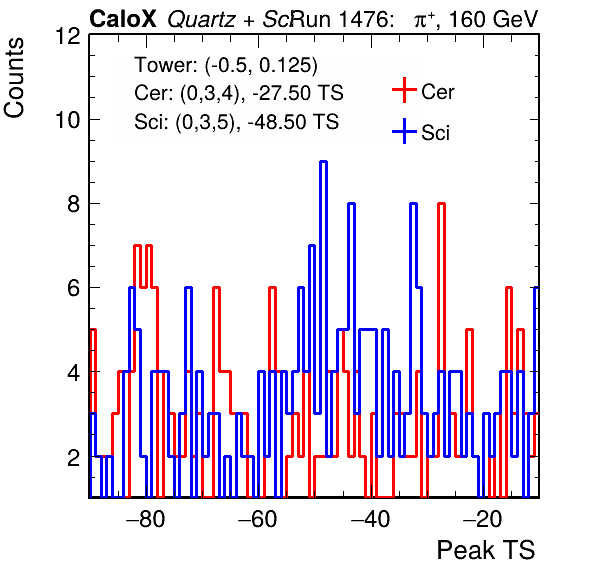 CaloX Quartz + Sci Run 1476: π⁺, 160 GeV
Counts
12
Tower: (-0.5, 0.125)
Cer: (0,3,4), -27.50 TS
Cer
Sci: (0,3,5), -48.50 TS
Sci
10
8
6
4
2
−80 −60 −40 −20
Peak TS